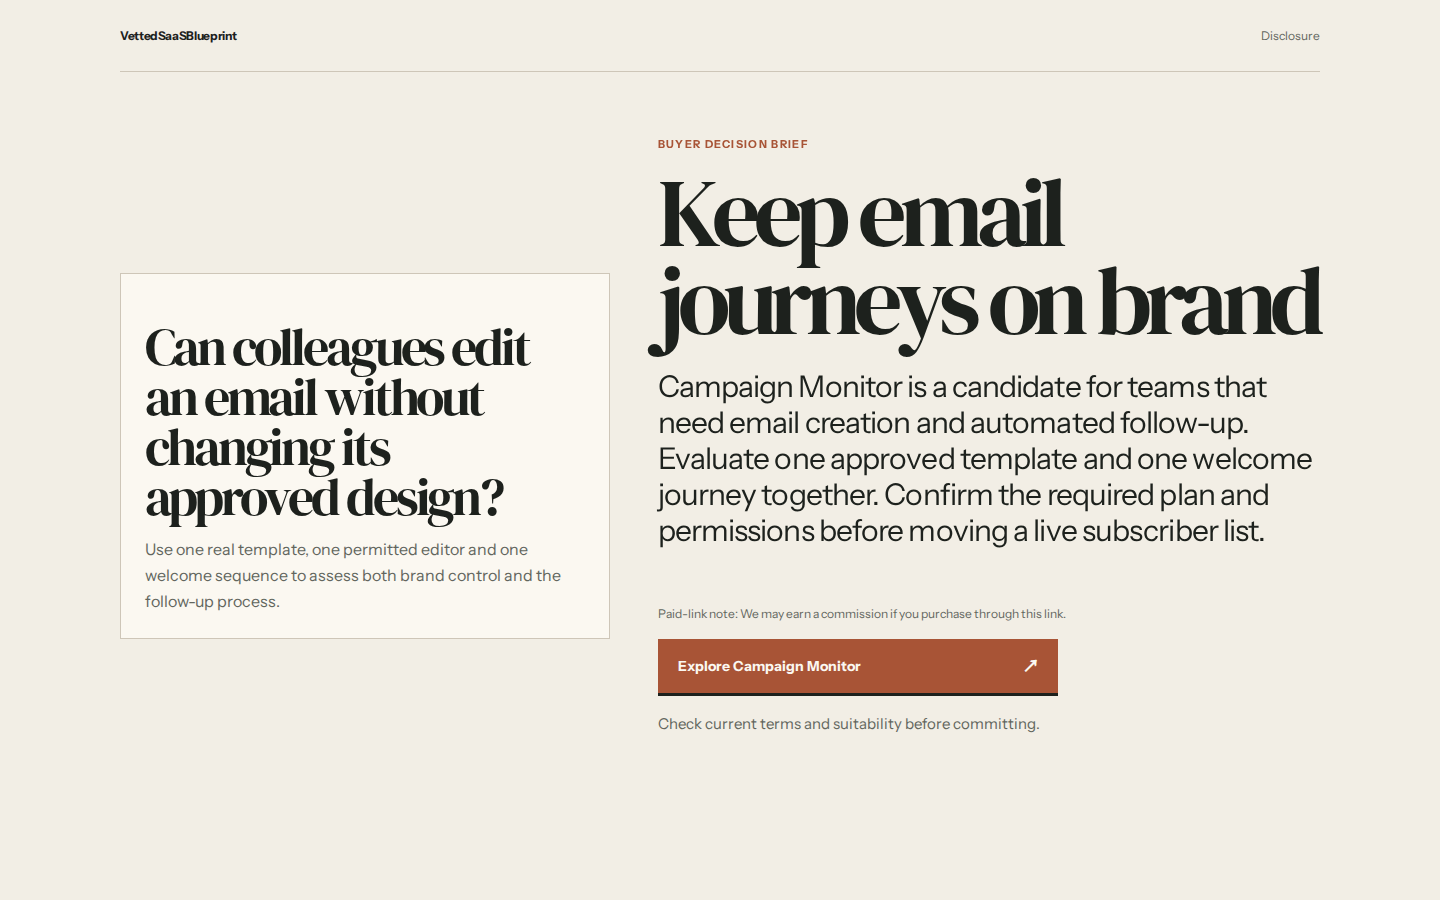 VettedSaaSBlueprint
Disclosure
Can colleagues edit
an email without
changing its
approved design?
Use one real template, one permitted editor and one
welcome sequence to assess both brand control and the
follow-up process.
BUYER DECISION BRIEF
Keep email
journeys on brand
Campaign Monitor is a candidate for teams that
need email creation and automated follow-up.
Evaluate one approved template and one welcome
journey together. Confirm the required plan and
permissions before moving a live subscriber list.
Paid-link note: We may earn a commission if you purchase through this link.
Explore Campaign Monitor ↗
Check current terms and suitability before committing.